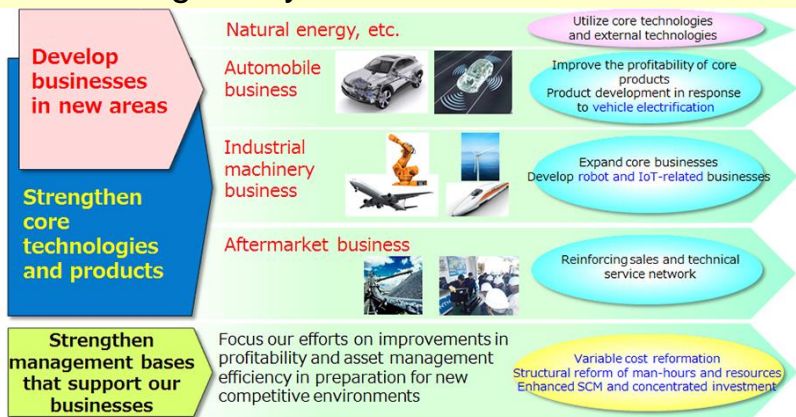 Natural energy, etc.
Utilize core technologies
and external technologies
Develop
businesses
in new areas
Automobile
business
Improve the profitability of core
products
Product development in response
to vehicle electrification
Strengthen
core
technologies
and products
Industrial
machinery
business
Expand core businesses
Develop robot and IoT-related businesses
Aftermarket business
Reinforcing sales and technical
service network
Strengthen
management bases
that support our
businesses
Focus our efforts on improvements in
profitability and asset management
efficiency in preparation for new
competitive environments
Variable cost reformation
Structural reform of man-hours and resources
Enhanced SCM and concentrated investment